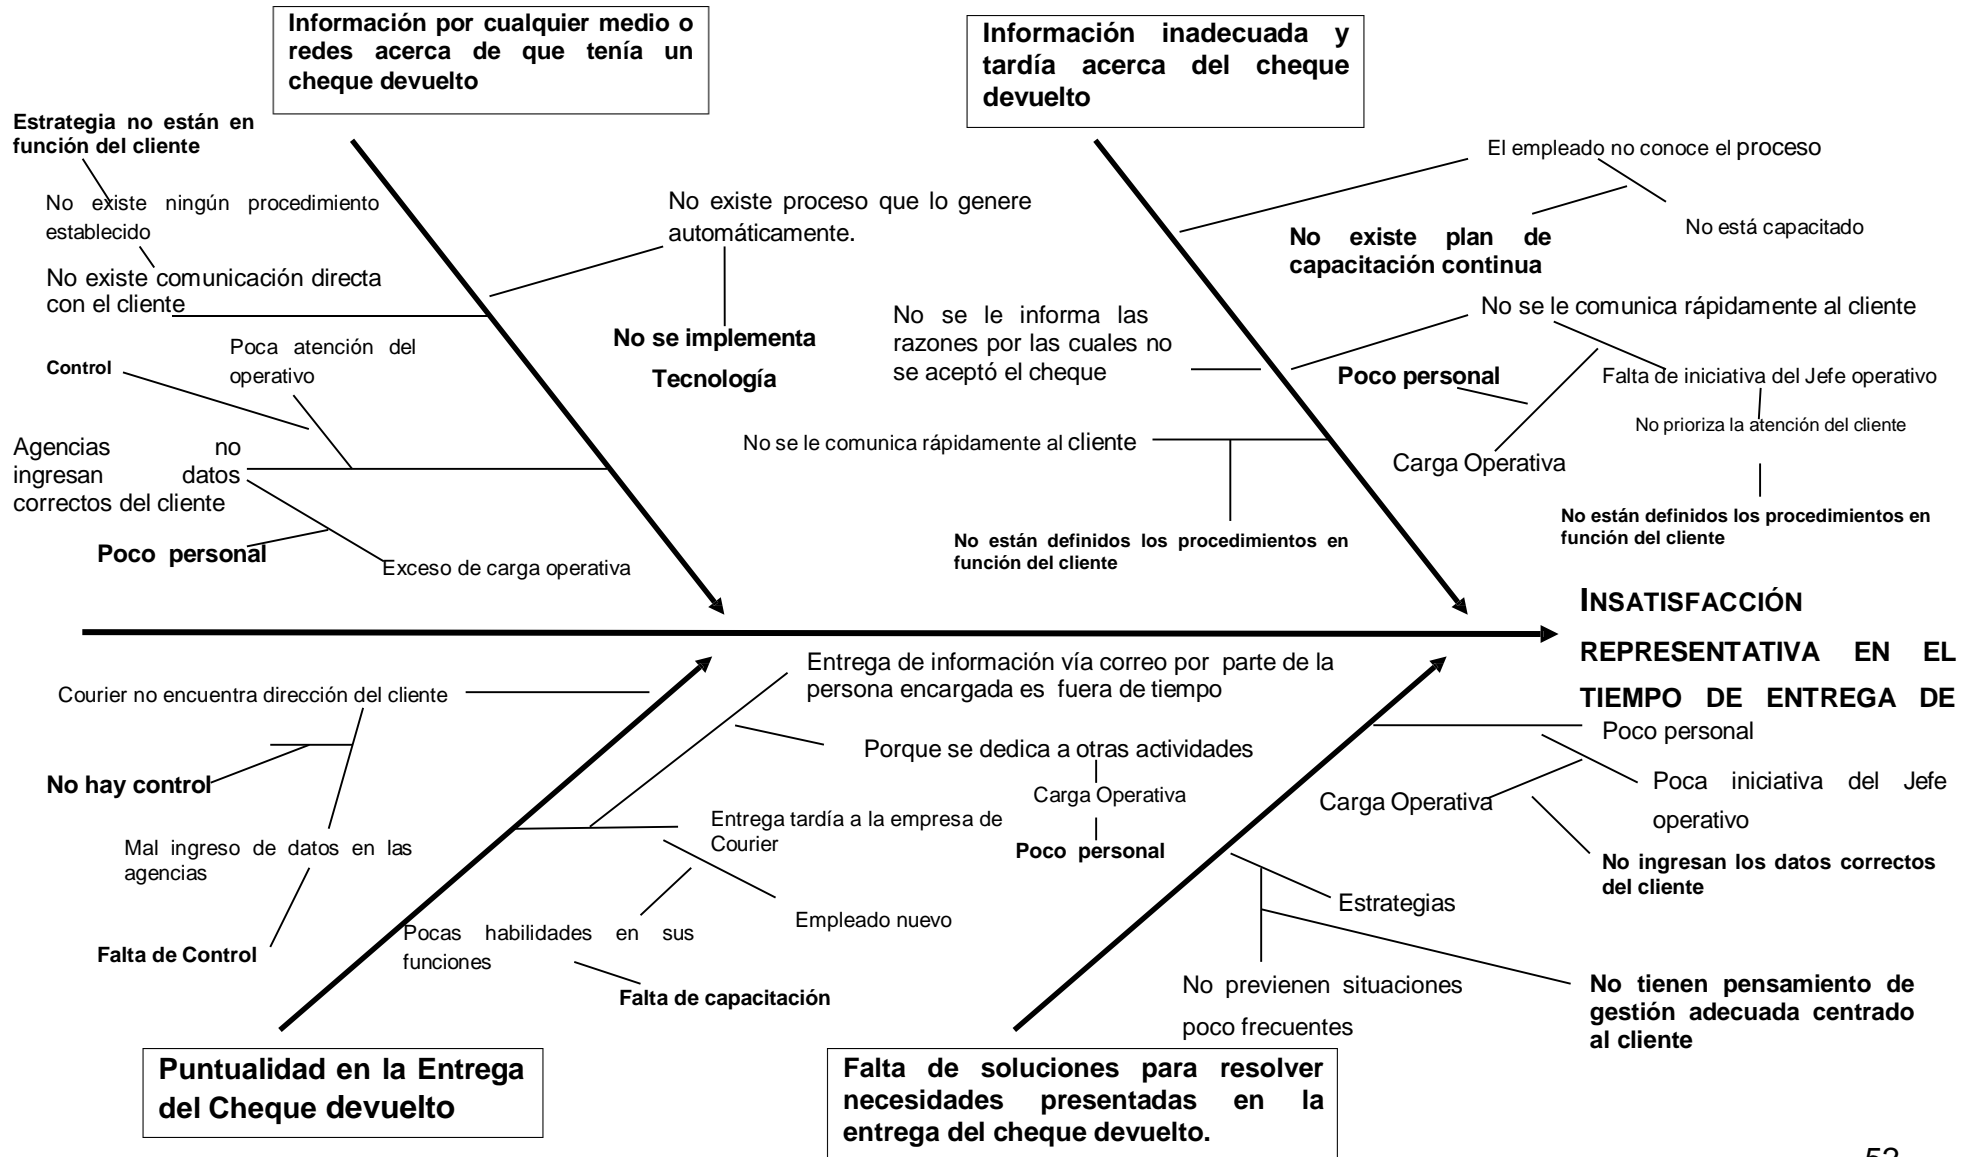 Información por cualquier medio o
redes acerca de que tenía un
cheque devuelto
Información inadecuada y
tardía acerca del cheque
devuelto
Estrategia no están en
función del cliente
No existe ningún procedimiento
establecido
No existe comunicación directa
con el cliente
Control
Poca atención del
operativo
Agencias no
ingresan datos
correctos del cliente
Poco personal
Exceso de carga operativa
No existe proceso que lo genere
automáticamente.
No se implementa
Tecnología
El empleado no conoce el proceso
No está capacitado
No existe plan de
capacitación continua
No se le informa las
razones por las cuales no
se aceptó el cheque
No se le comunica rápidamente al cliente
Poco personal
Falta de iniciativa del Jefe operativo
No prioriza la atención del cliente
Carga Operativa
No se le comunica rápidamente al cliente
No están definidos los procedimientos en
función del cliente
No están definidos los procedimientos en
función del cliente
INSATISFACCIÓN
REPRESENTATIVA EN EL
TIEMPO DE ENTREGA DE
Courier no encuentra dirección del cliente
No hay control
Mal ingreso de datos en las
agencias
Falta de Control
Entrega de información vía correo por parte de la
persona encargada es fuera de tiempo
Porque se dedica a otras actividades
Carga Operativa
Poco personal
Entrega tardía a la empresa de
Courier
Empleado nuevo
Pocas habilidades en sus
funciones
Falta de capacitación
Poco personal
Poca iniciativa del Jefe
operativo
Carga Operativa
No ingresan los datos correctos
del cliente
Estrategias
No previenen situaciones
poco frecuentes
No tienen pensamiento de
gestión adecuada centrado
al cliente
Puntualidad en la Entrega
del Cheque devuelto
Falta de soluciones para resolver
necesidades presentadas en la
entrega del cheque devuelto.
52